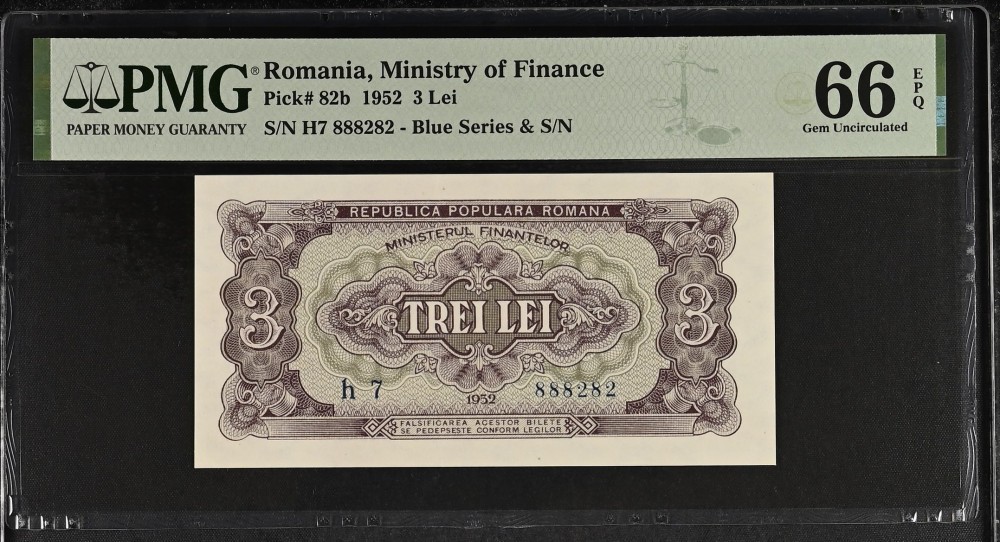 PMG®
PAPER MONEY GUARANTY
Romania, Ministry of Finance
Pick# 82b 1952 3 Lei
S/N H7 888282 - Blue Series & S/N
66 EPQ
Gem Uncirculated
REPUBLICA POPULARA ROMANA
MINISTERUL FINANTELOR
3 TREI LEI 3
h 7 1952 888282
FALSIFICAREA ACESTOR BILETE
SE PEDEPSESTE CONFORM LEGILOR